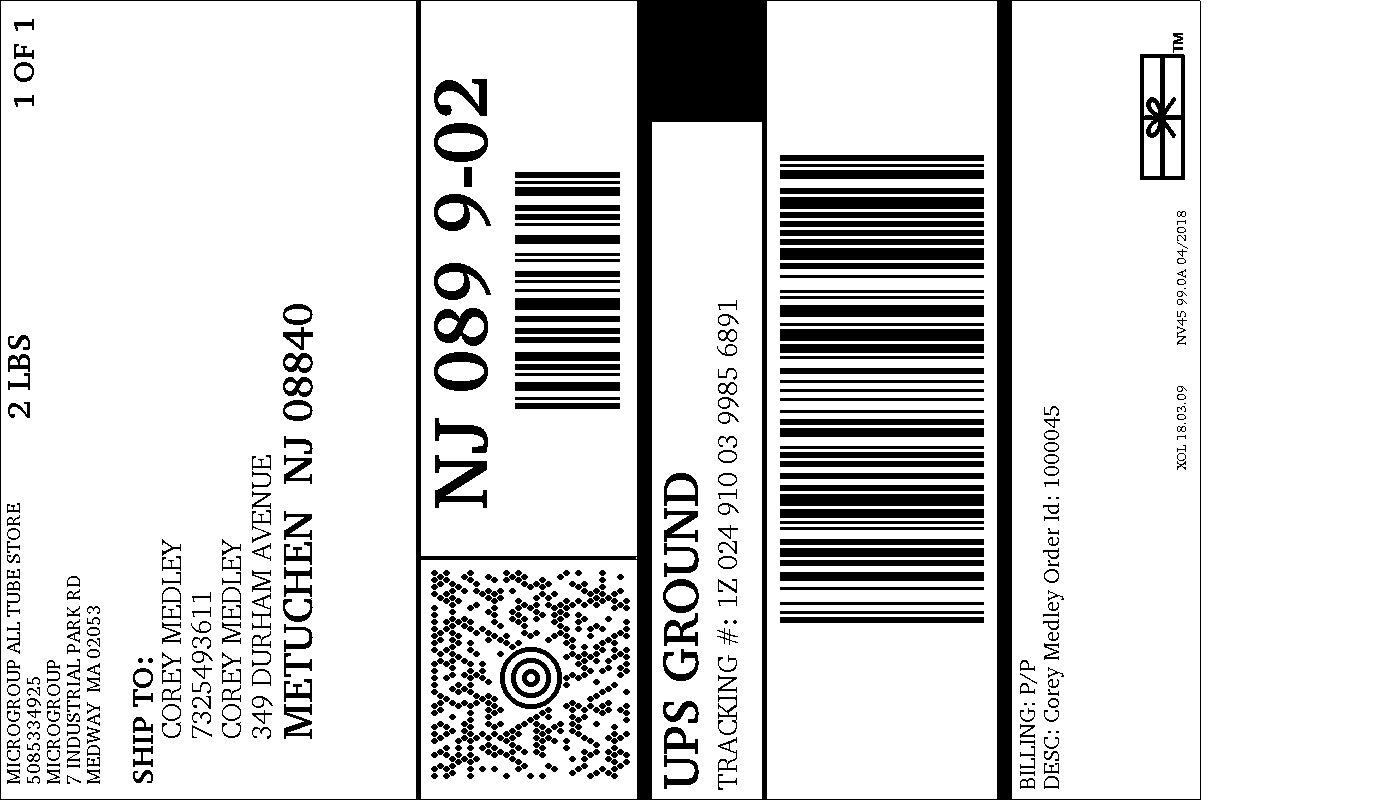 MICROGROUP ALL TUBE STORE
5085334925
MICROGROUP
7 INDUSTRIAL PARK RD
MEDWAY  MA 02053
2 LBS
1 OF 1
SHIP TO:
COREY MEDLEY
7325493611
COREY MEDLEY
349 DURHAM AVENUE
METUCHEN  NJ 08840
NJ 089 9-02
UPS GROUND
TRACKING #: 1Z 024 910 03 9985 6891
BILLING: P/P
DESC: Corey Medley Order Id: 1000045
XOL 18.03.09
NV45 99.0A 04/2018
TM